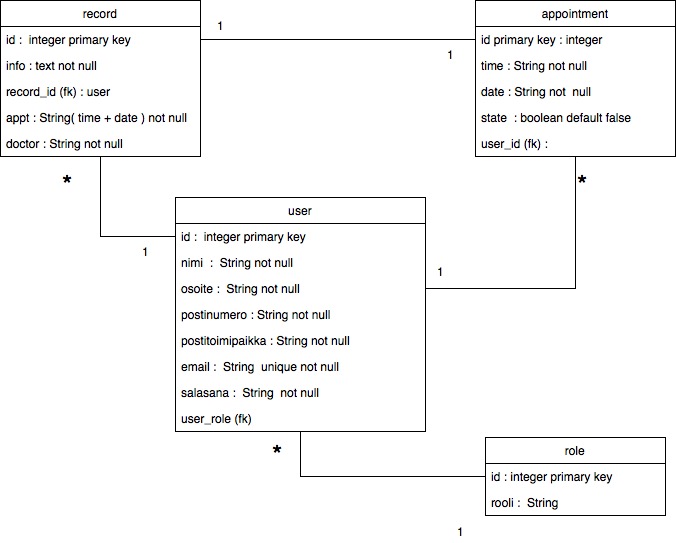 record
id : integer primary key
info : text not null
record_id (fk) : user
appt : String( time + date ) not null
doctor : String not null
1
1
appointment
id primary key : integer
time : String not null
date : String not null
state : boolean default false
user_id (fk) :
*
*
1
1
user
id : integer primary key
nimi : String not null
osoite : String not null
postinumero : String not null
postitoimipaikka : String not null
email : String unique not null
salasana : String not null
user_role (fk)
*
role
id : integer primary key
rooli : String
1